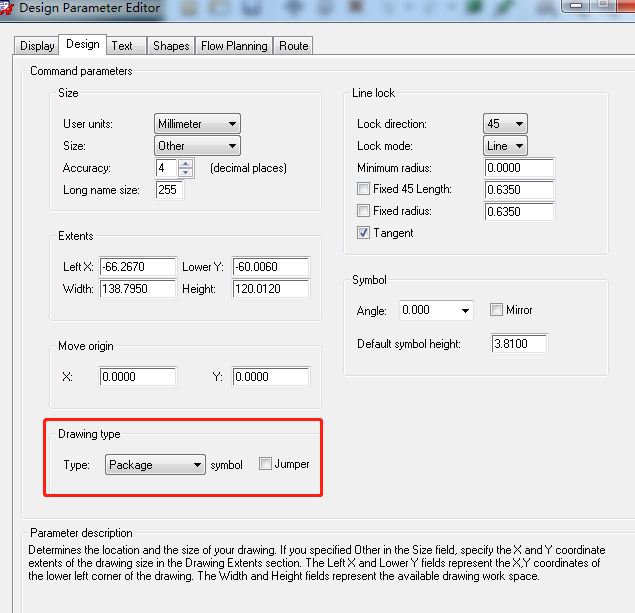 Design Parameter Editor
Display Design Text Shapes Flow Planning Route
Command parameters
Size
User units: Millimeter
Size: Other
Accuracy: 4 (decimal places)
Long name size: 255
Line lock
Lock direction: 45
Lock mode: Line
Minimum radius: 0.0000
Fixed 45 Length: 0.6350
Fixed radius: 0.6350
Tangent
Extents
Left X: -66.2670 Lower Y: -60.0060
Width: 138.7950 Height: 120.0120
Symbol
Angle: 0.000 Mirror
Default symbol height: 3.8100
Move origin
X: 0.0000 Y: 0.0000
Drawing type
Type: Package symbol Jumper
Parameter description
Determines the location and the size of your drawing. If you specified Other in the Size field, specify the X and Y coordinate
extents of the drawing size in the Drawing Extents section. The Left X and Lower Y fields represent the X,Y coordinates of
the lower left corner of the drawing. The Width and Height fields represent the available drawing work space.